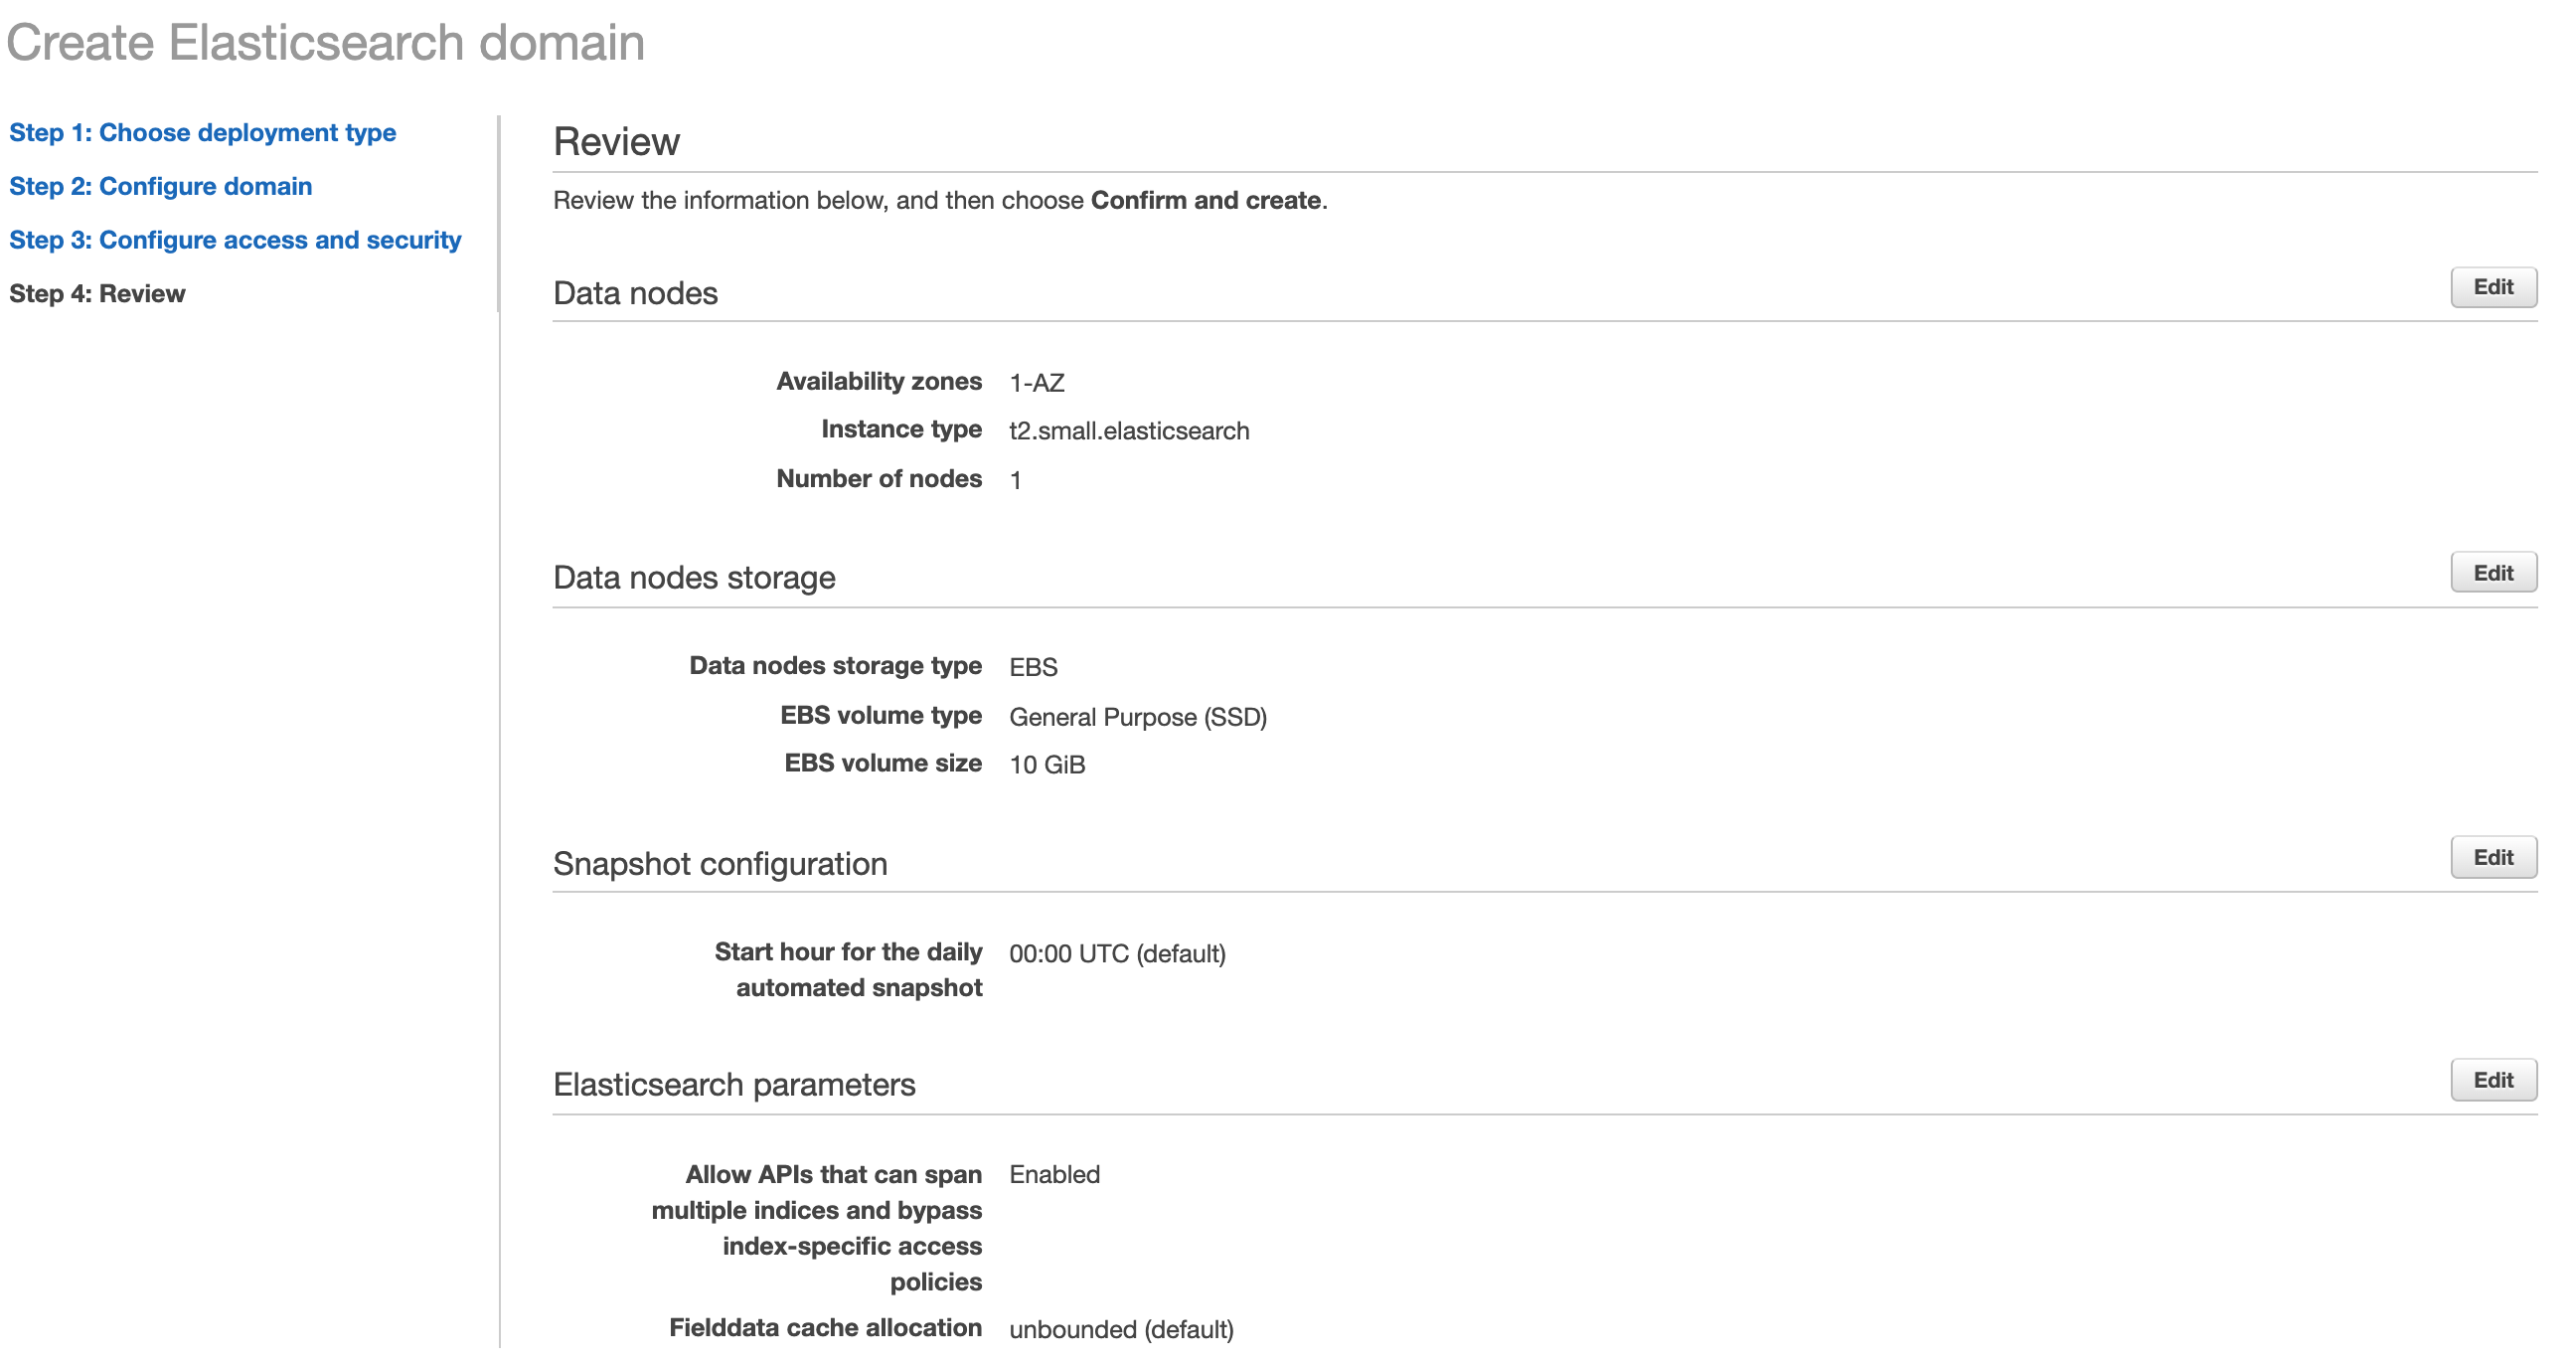 Create Elasticsearch domain
Step 1: Choose deployment type
Step 2: Configure domain
Step 3: Configure access and security
Step 4: Review
Review
Review the information below, and then choose Confirm and create.
Data nodes
Edit
Availability zones 1-AZ
Instance type t2.small.elasticsearch
Number of nodes 1
Data nodes storage
Edit
Data nodes storage type EBS
EBS volume type General Purpose (SSD)
EBS volume size 10 GiB
Snapshot configuration
Edit
Start hour for the daily 00:00 UTC (default)
automated snapshot
Elasticsearch parameters
Edit
Allow APIs that can span Enabled
multiple indices and bypass
index-specific access
policies
Fielddata cache allocation unbounded (default)